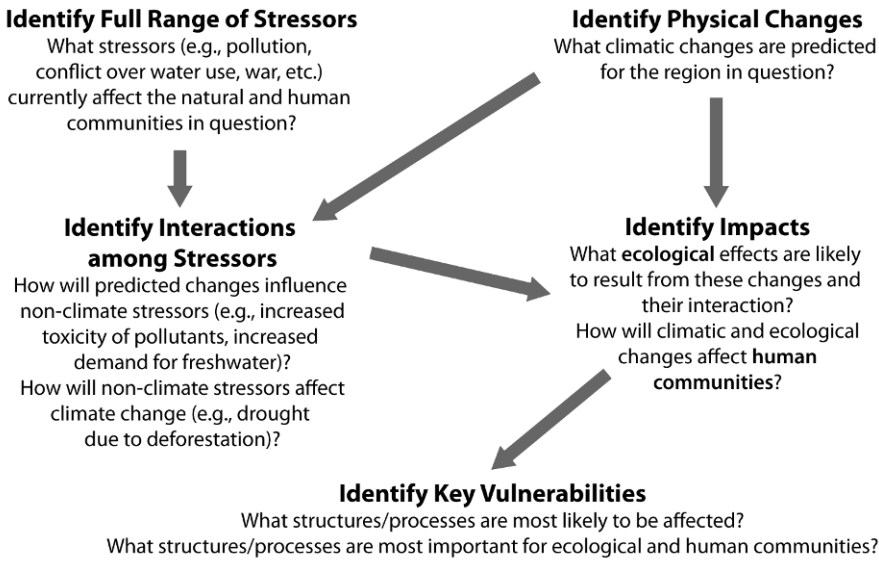 Identify Full Range of Stressors
What stressors (e.g., pollution,
conflict over water use, war, etc.)
currently affect the natural and human
communities in question?
Identify Physical Changes
What climatic changes are predicted
for the region in question?
Identify Interactions
among Stressors
How will predicted changes influence
non-climate stressors (e.g., increased
toxicity of pollutants, increased
demand for freshwater)?
How will non-climate stressors affect
climate change (e.g., drought
due to deforestation)?
Identify Impacts
What ecological effects are likely
to result from these changes and
their interaction?
How will climatic and ecological
changes affect human
communities?
Identify Key Vulnerabilities
What structures/processes are most likely to be affected?
What structures/processes are most important for ecological and human communities?